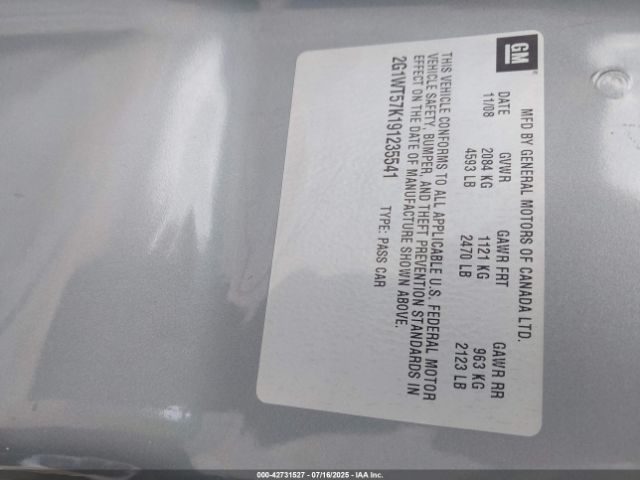 GM
MFD BY GENERAL MOTORS OF CANADA LTD.
DATE GVWR GAWR FRT GAWR RR
11/08 2084 KG 1121 KG 963 KG
4593 LB 2470 LB 2123 LB
THIS VEHICLE CONFORMS TO ALL APPLICABLE U.S. FEDERAL MOTOR
VEHICLE SAFETY, BUMPER, AND THEFT PREVENTION STANDARDS IN
EFFECT ON THE DATE OF MANUFACTURE SHOWN ABOVE.
2G1WT57K191235541 TYPE: PASS CAR
000-42731527 - 07/16/2025 - IAA Inc.